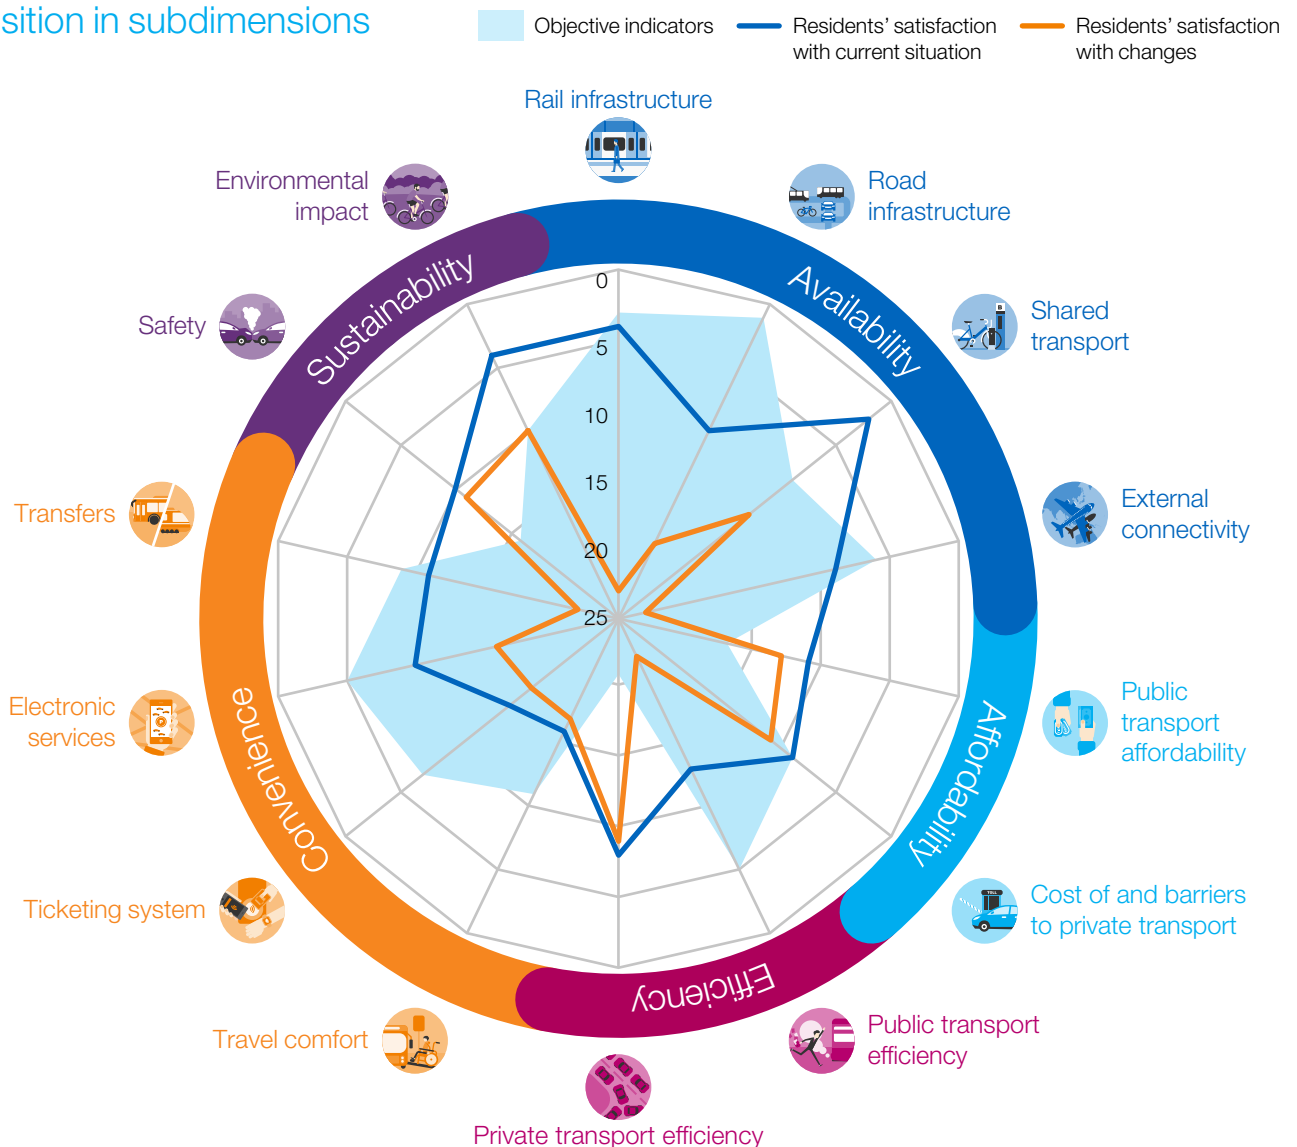 sition in subdimensions
Objective indicators
Residents’ satisfaction
with current situation
Residents’ satisfaction
with changes
Rail infrastructure
Environmental
impact
Road
infrastructure
Sustainability
Availability
Shared
transport
Safety
0
5
10
15
20
25
Transfers
External
connectivity
Electronic
services
Public
transport
affordability
Convenience
Affordability
Ticketing system
TOLL
Cost of and barriers
to private transport
Efficiency
Travel comfort
Public transport
efficiency
Private transport efficiency